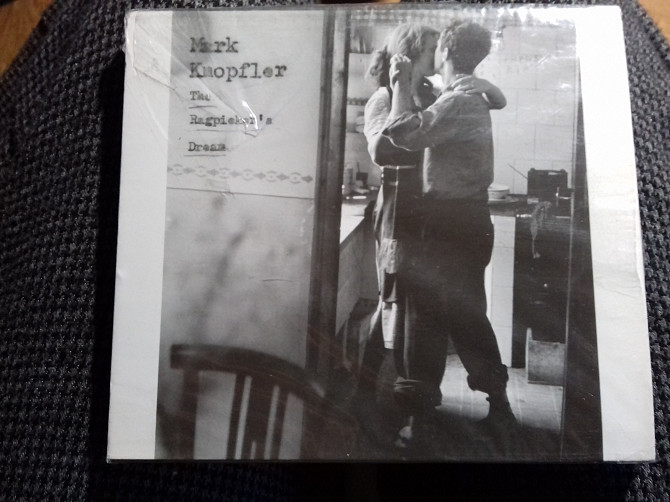 Mark
Knopfler
The
Ragpicker's
Dream